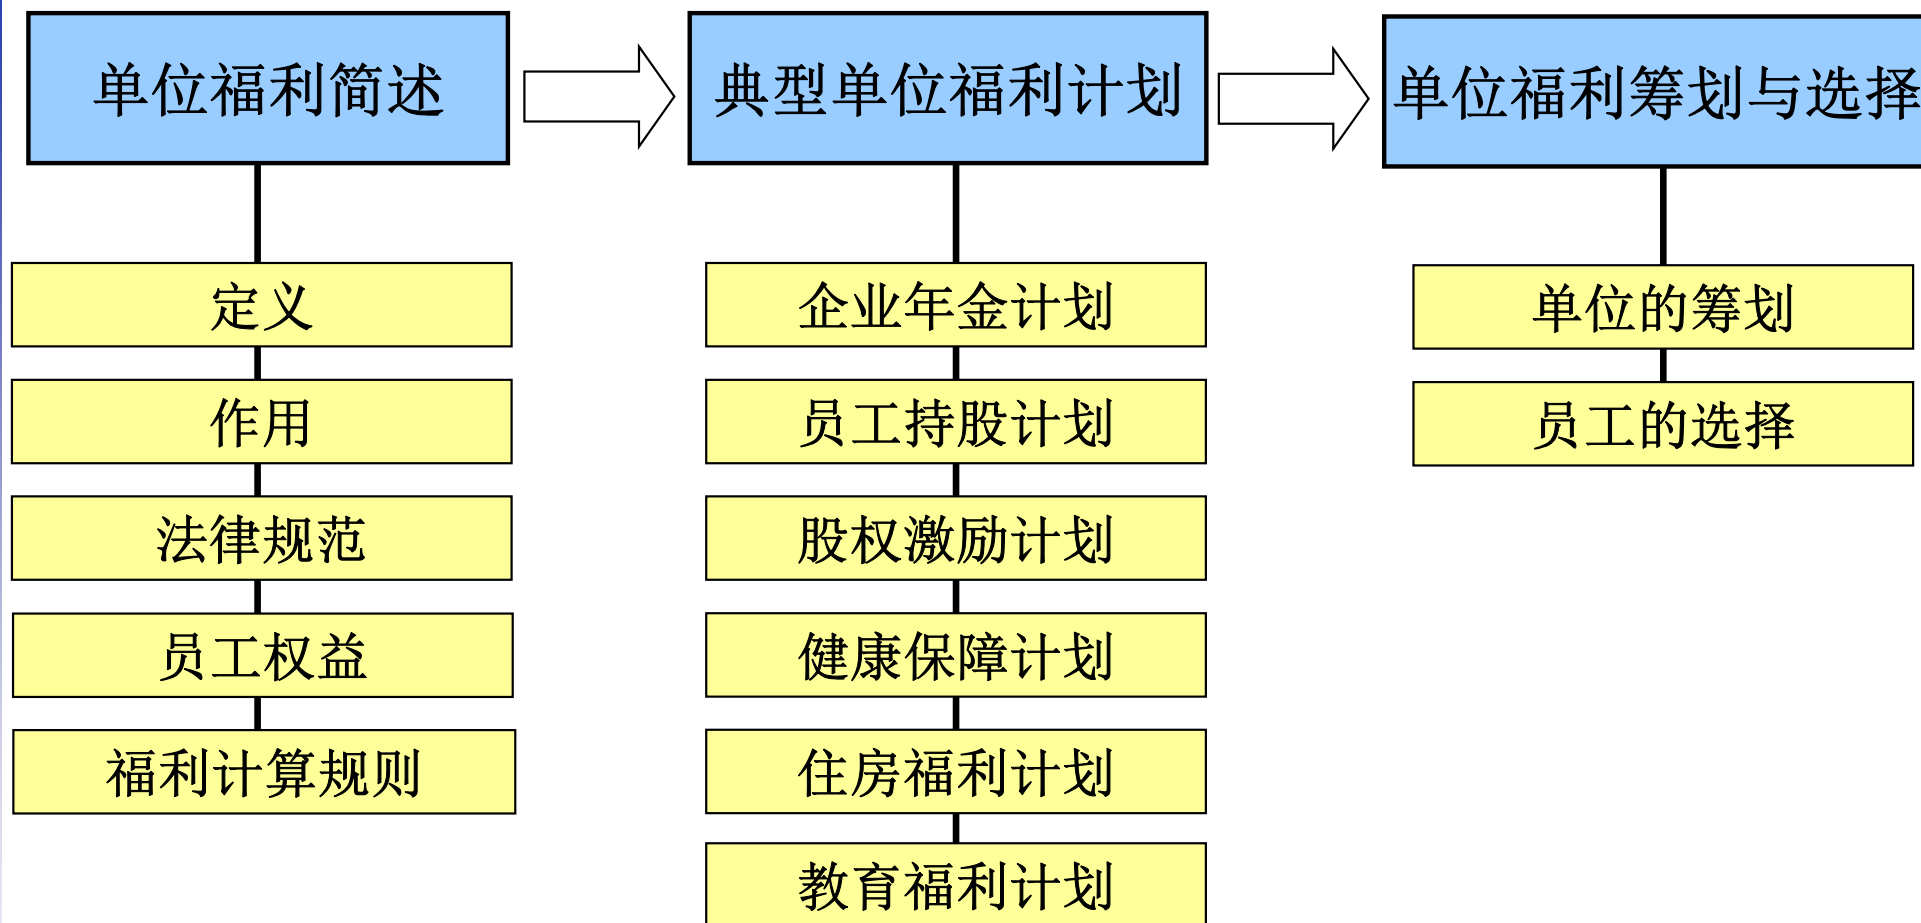 单位福利简述
典型单位福利计划
单位福利筹划与选择
定义
作用
法律规范
员工权益
福利计算规则
企业年金计划
员工持股计划
股权激励计划
健康保障计划
住房福利计划
教育福利计划
单位的筹划
员工的选择